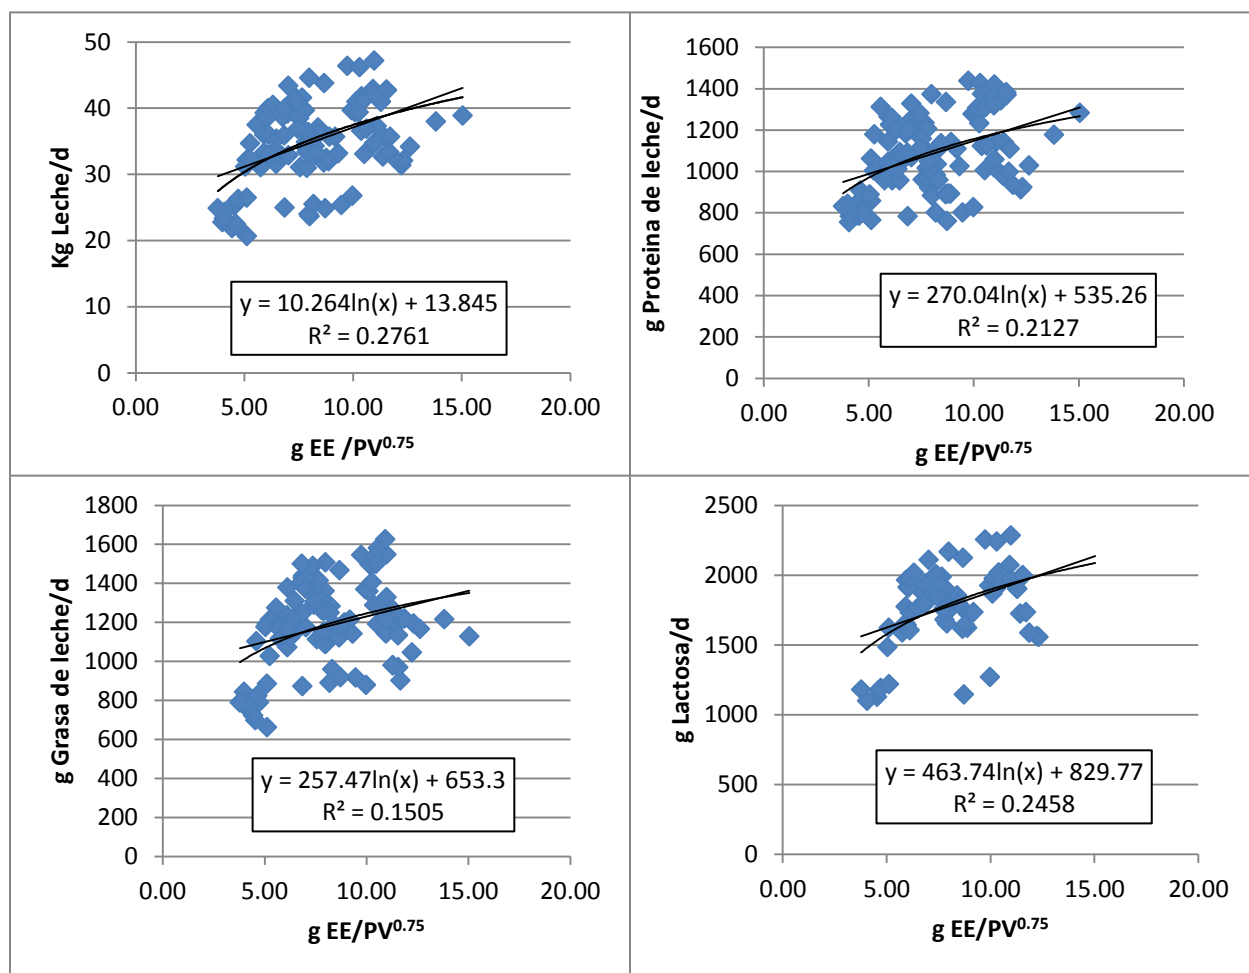 50
40
30
20
10
0
0.00 5.00 10.00 15.00 20.00
Kg Leche/d
g EE /PV0.75
y = 10.264ln(x) + 13.845
R² = 0.2761
1600
1400
1200
1000
800
600
400
200
0
0.00 5.00 10.00 15.00 20.00
g Proteina de leche/d
g EE/PV0.75
y = 270.04ln(x) + 535.26
R² = 0.2127
1800
1600
1400
1200
1000
800
600
400
200
0
0.00 5.00 10.00 15.00 20.00
g Grasa de leche/d
g EE/PV0.75
y = 257.47ln(x) + 653.3
R² = 0.1505
2500
2000
1500
1000
500
0
0.00 5.00 10.00 15.00 20.00
g Lactosa/d
g EE/PV0.75
y = 463.74ln(x) + 829.77
R² = 0.2458